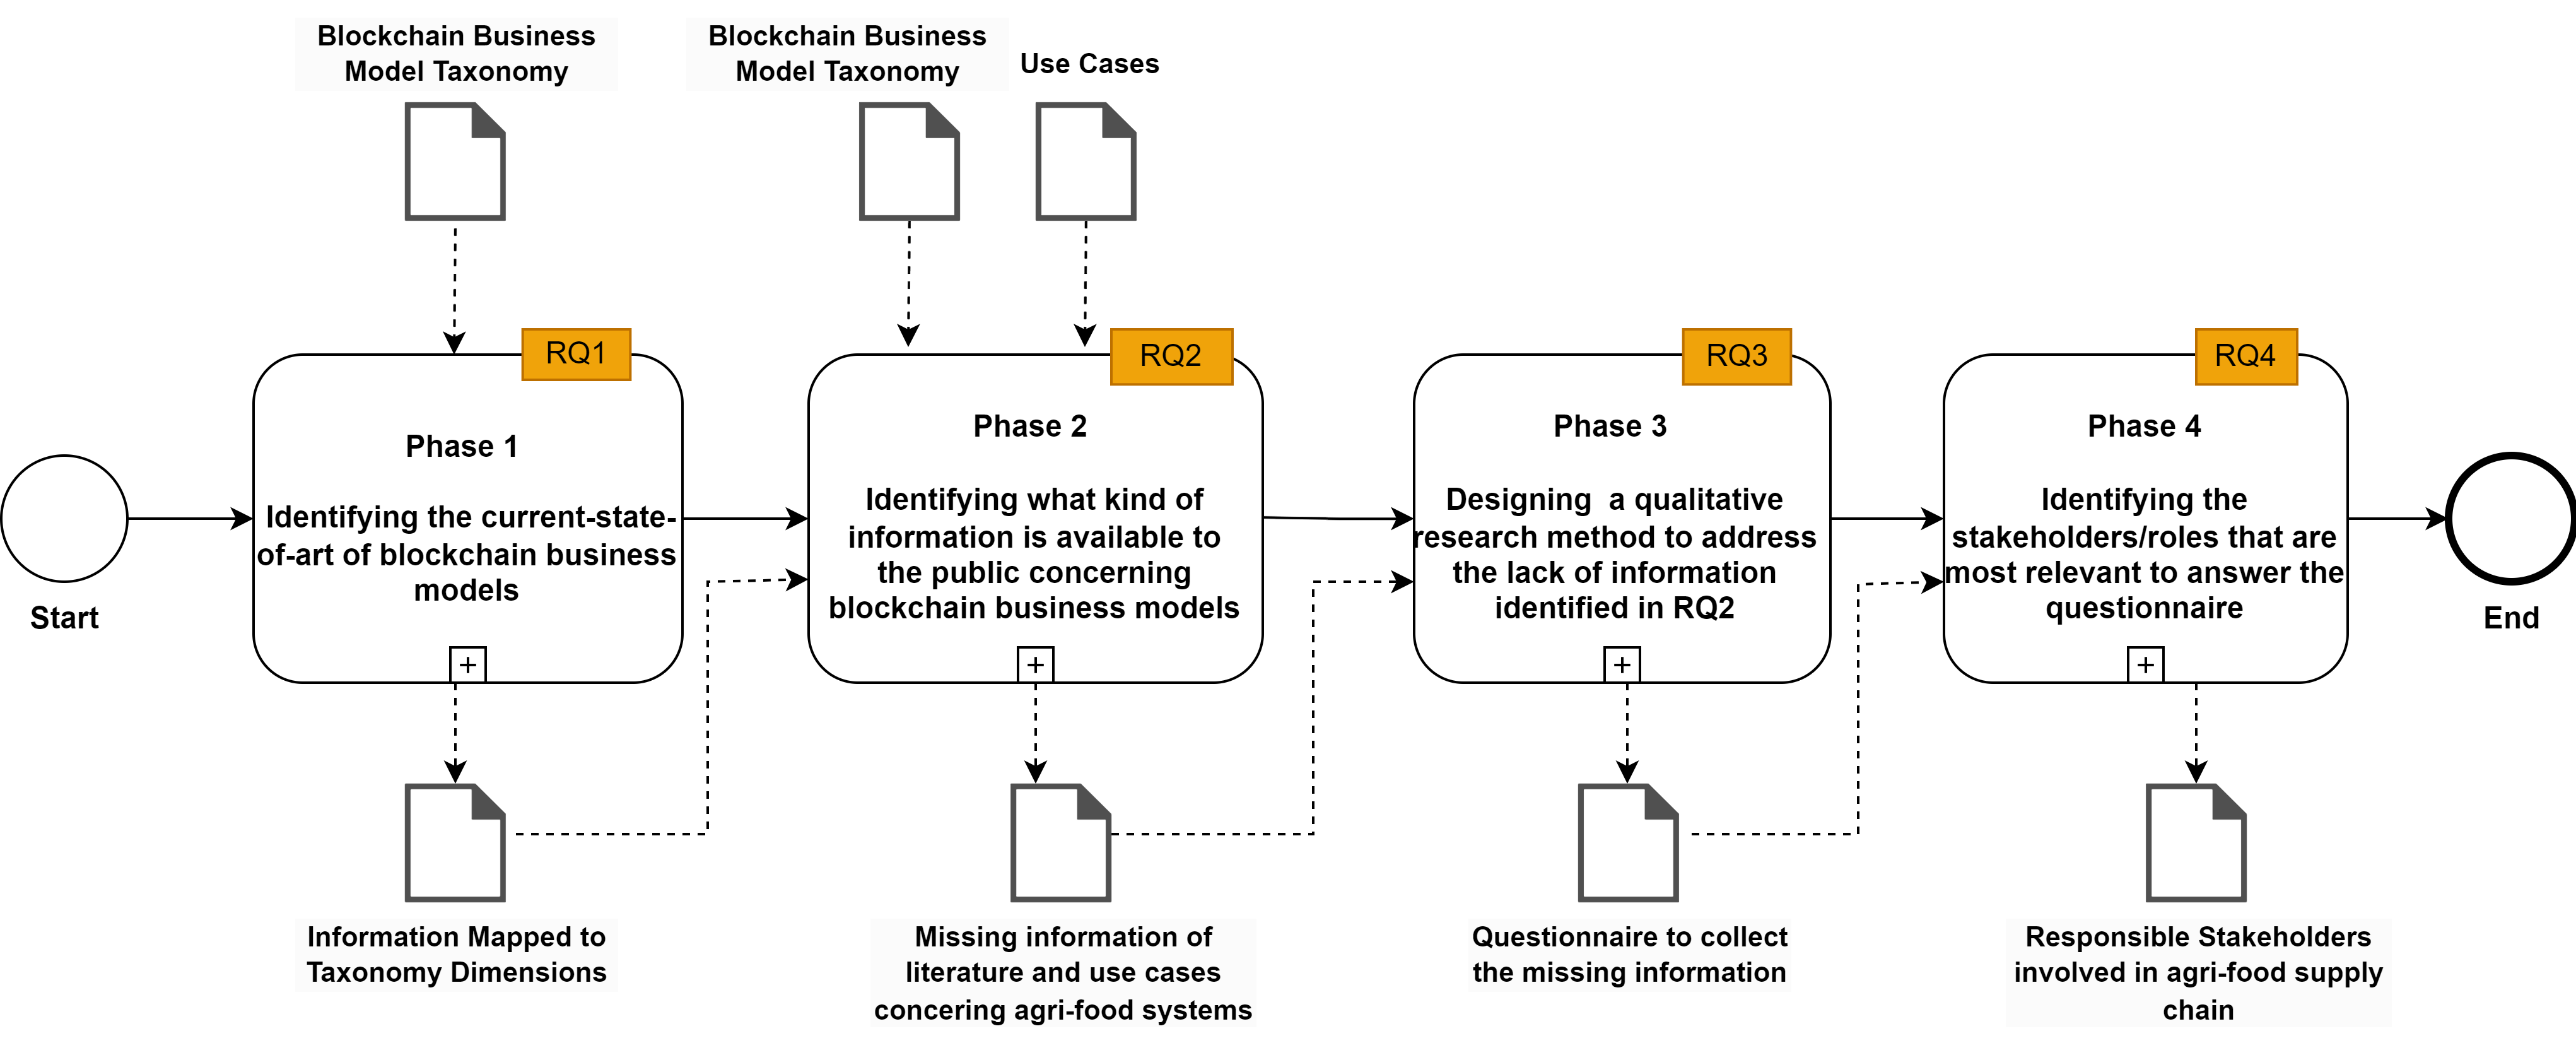 Blockchain Business
Model Taxonomy
Blockchain Business
Model Taxonomy
Use Cases
RQ1
RQ2
RQ3
RQ4
Start
Phase 1
Identifying the current-state-
of-art of blockchain business
models
+
Phase 2
Identifying what kind of
information is available to
the public concerning
blockchain business models
+
Phase 3
Designing  a qualitative
research method to address
the lack of information
identified in RQ2
+
Phase 4
Identifying the
stakeholders/roles that are
most relevant to answer the
questionnaire
+
End
Information Mapped to
Taxonomy Dimensions
Missing information of
literature and use cases
concering agri-food systems
Questionnaire to collect
the missing information
Responsible Stakeholders
involved in agri-food supply
chain